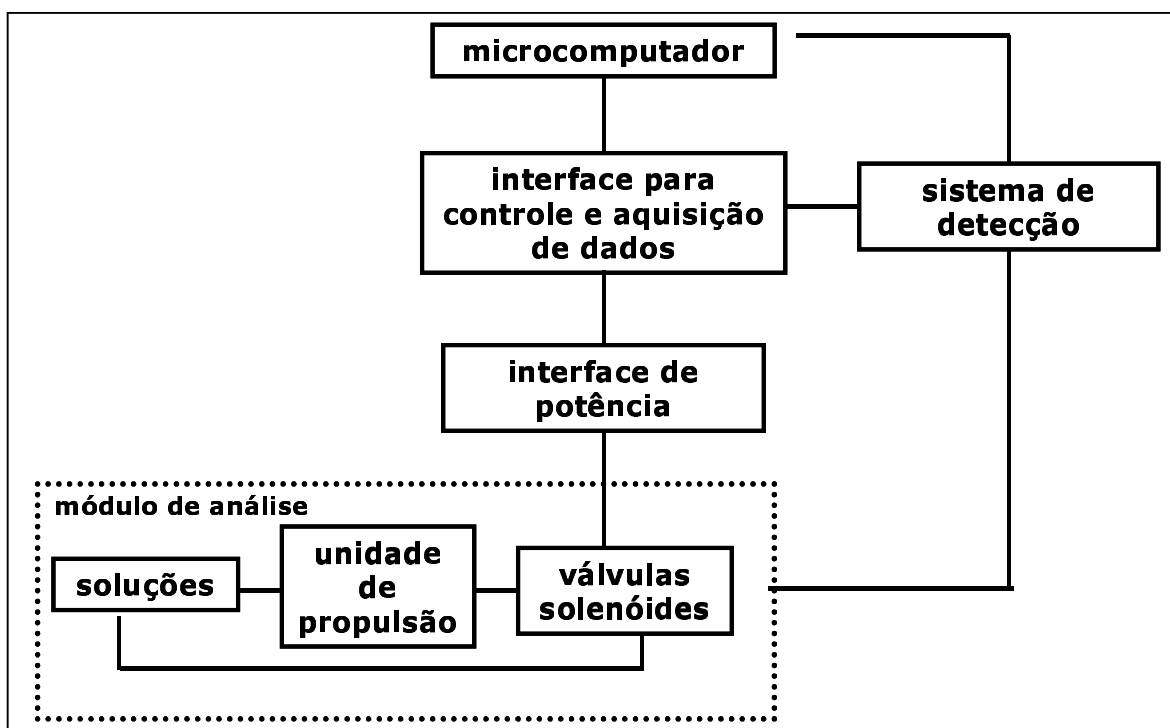 microcomputador
interface para
controle e aquisição
de dados
sistema de
detecção
interface de
potência
módulo de análise
soluções
unidade
de
propulsão
válvulas
solenóides